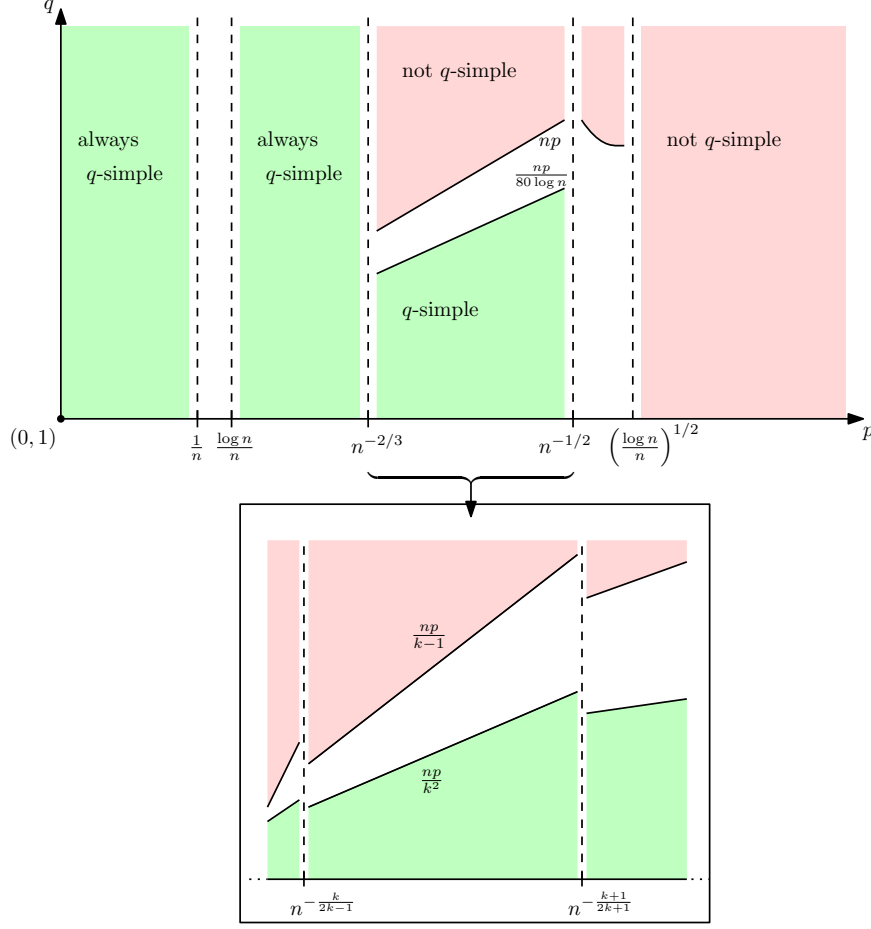 q
always
q-simple
always
q-simple
not q-simple
np
np/(80 log n)
q-simple
not q-simple
(0, 1)
1/n
log n/n
n^{-2/3}
n^{-1/2}
(log n/n)^{1/2}
p
np/(k−1)
np/k^2
n^{-k/(2k−1)}
n^{-(k+1)/(2k+1)}